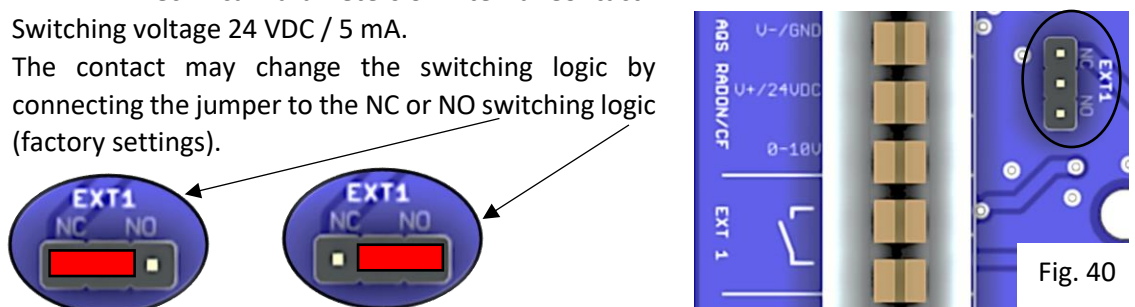 Switching voltage 24 VDC / 5 mA.
The contact may change the switching logic by
connecting the jumper to the NC or NO switching logic
(factory settings).
EXT1
NC NO
EXT1
NC NO
AQS RADON/CF
V-/GND
V+/24VDC
0-10V
EXT 1
NC
NO
EXT1
Fig. 40